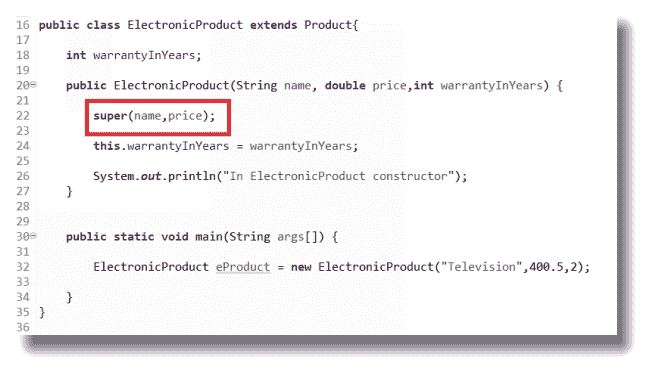 16 public class ElectronicProduct extends Product{
17
18     int warrantyInYears;
19
20     public ElectronicProduct(String name, double price,int warrantyInYears) {
21
22         super(name,price);
23
24         this.warrantyInYears = warrantyInYears;
25
26         System.out.println("In ElectronicProduct constructor");
27     }
28
29
30     public static void main(String args[]) {
31
32         ElectronicProduct eProduct = new ElectronicProduct("Television",400.5,2);
33
34     }
35 }
36